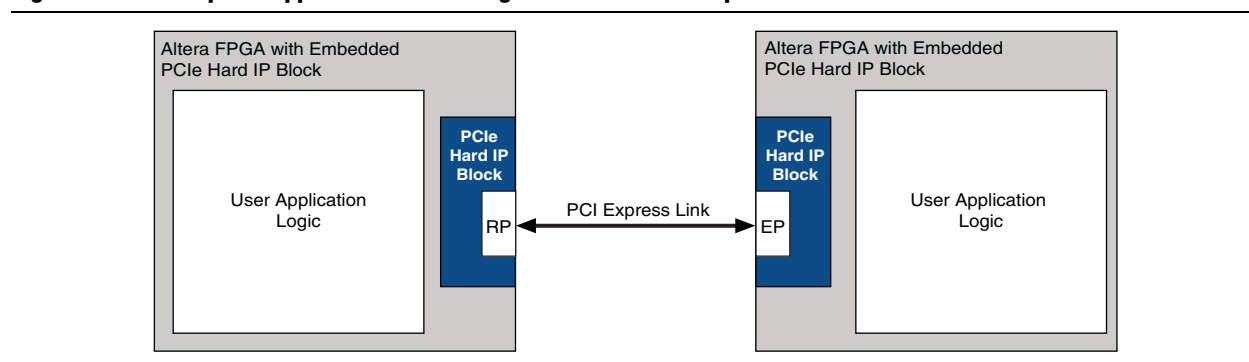 Altera FPGA with Embedded
PCIe Hard IP Block
PCIe
Hard IP
Block
User Application
Logic
RP
PCI Express Link
Altera FPGA with Embedded
PCIe Hard IP Block
PCIe
Hard IP
Block
EP
User Application
Logic